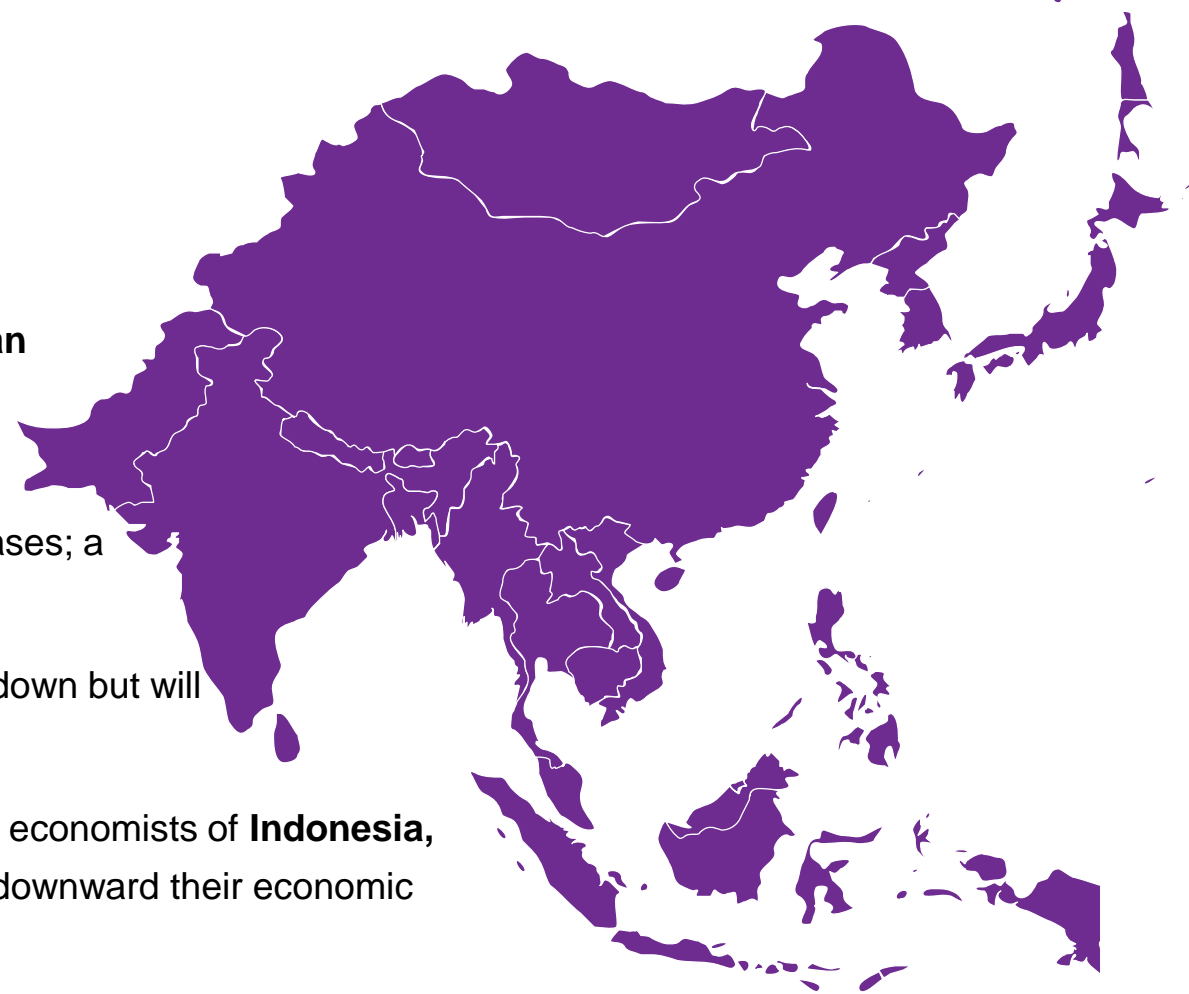 an
ases; a
down but will
economists of Indonesia,
downward their economic